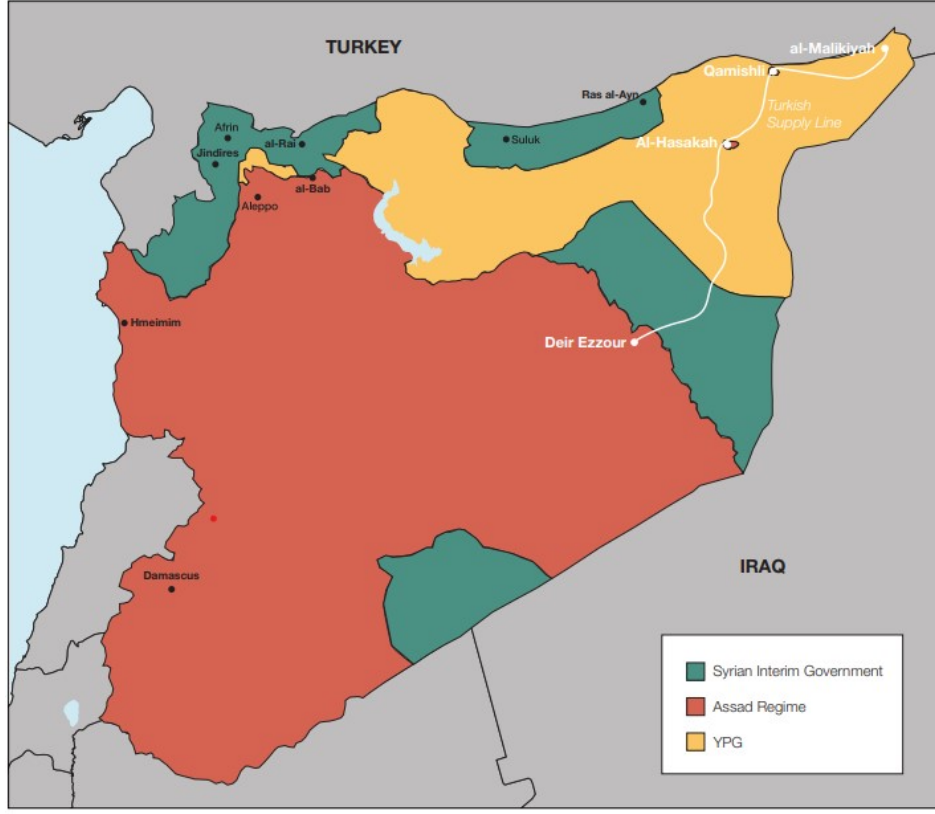 TURKEY
al-Malikiyah
Qamishli
Ras al-Ayn
Turkish
Supply Line
Afrin
al-Rai
Suluk
Al-Hasakah
Jindires
al-Bab
Aleppo
Hmeimim
Deir Ezzour
IRAQ
Damascus
Syrian Interim Government
Assad Regime
YPG